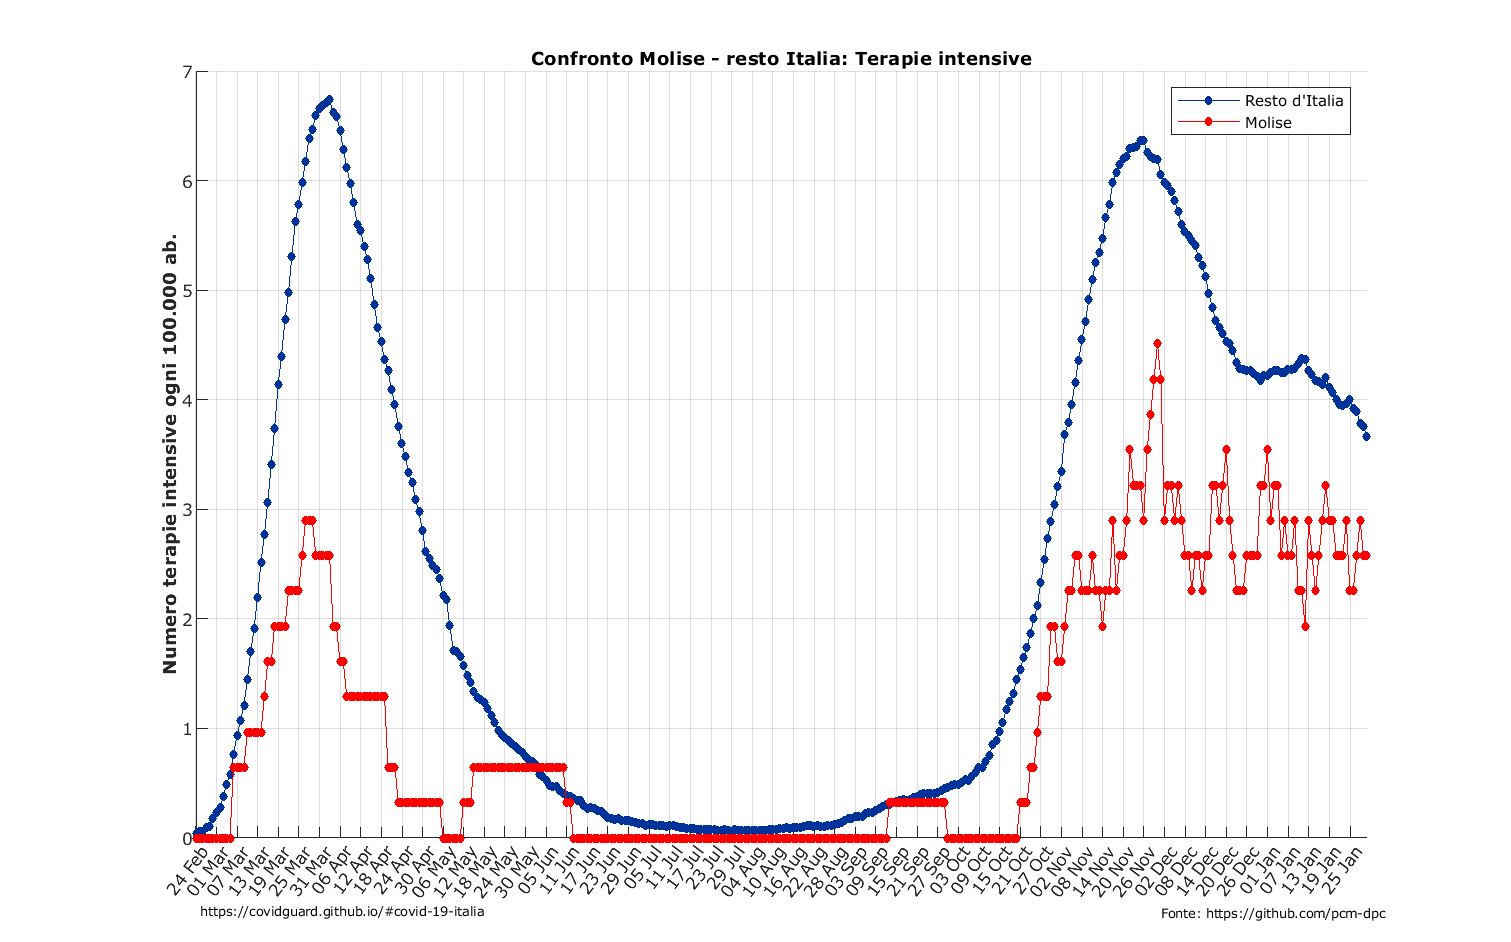 Confronto Molise - resto Italia: Terapie intensive
Resto d'Italia
Molise
Numero terapie intensive ogni 100.000 ab.
7
6
5
4
3
2
1
0
24 Feb
01 Mar
07 Mar
13 Mar
19 Mar
25 Mar
31 Mar
06 Apr
12 Apr
18 Apr
24 Apr
30 Apr
06 May
12 May
18 May
24 May
30 May
05 Jun
11 Jun
17 Jun
23 Jun
29 Jun
05 Jul
11 Jul
17 Jul
23 Jul
29 Jul
04 Aug
10 Aug
16 Aug
22 Aug
28 Aug
03 Sep
09 Sep
15 Sep
21 Sep
27 Sep
03 Oct
09 Oct
15 Oct
21 Oct
27 Oct
02 Nov
08 Nov
14 Nov
20 Nov
26 Nov
02 Dec
08 Dec
14 Dec
20 Dec
26 Dec
01 Jan
07 Jan
13 Jan
19 Jan
25 Jan
https://covidguard.github.io/#covid-19-italia
Fonte: https://github.com/pcm-dpc